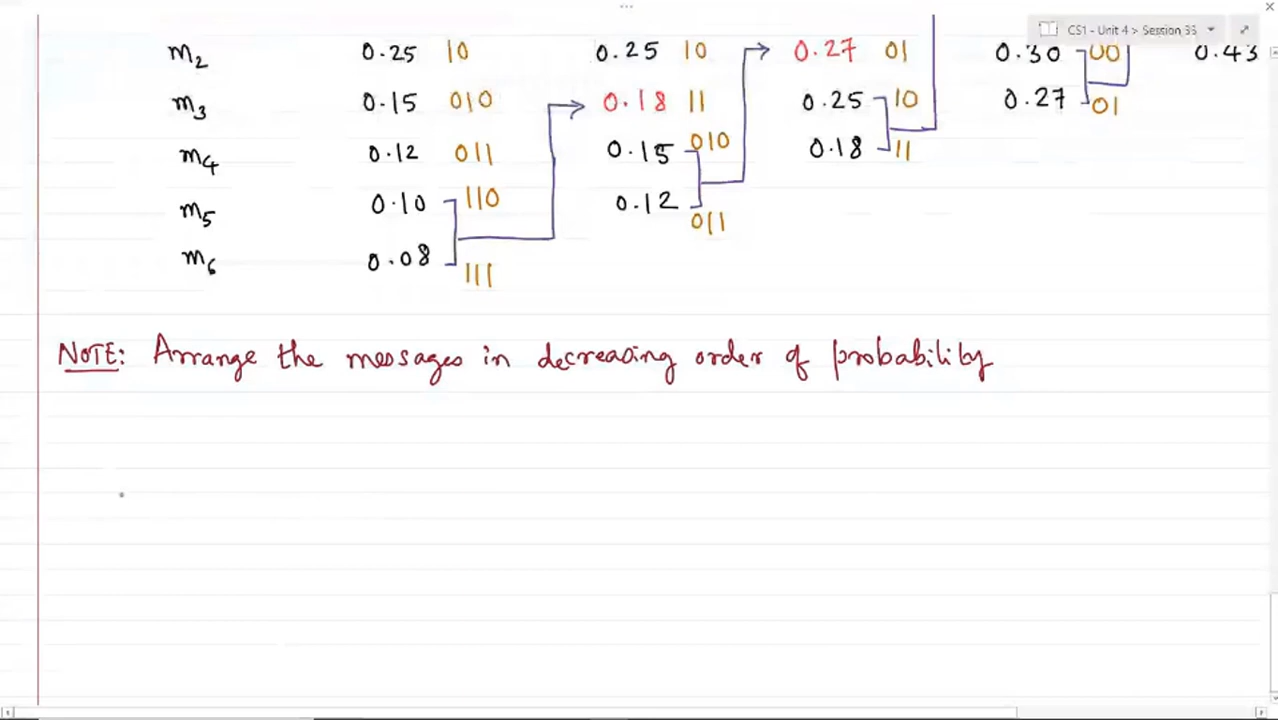 CS1 - Unit 4 > Session 33
m2 0.25 10 0.25 10 0.27 01 0.30 00 0.43
m3 0.15 010 0.18 11 0.25 10 0.27 01
m4 0.12 011 0.15 010 0.18 11
m5 0.10 110 0.12 011
m6 0.08 111
NOTE: Arrange the messages in decreasing order of probability